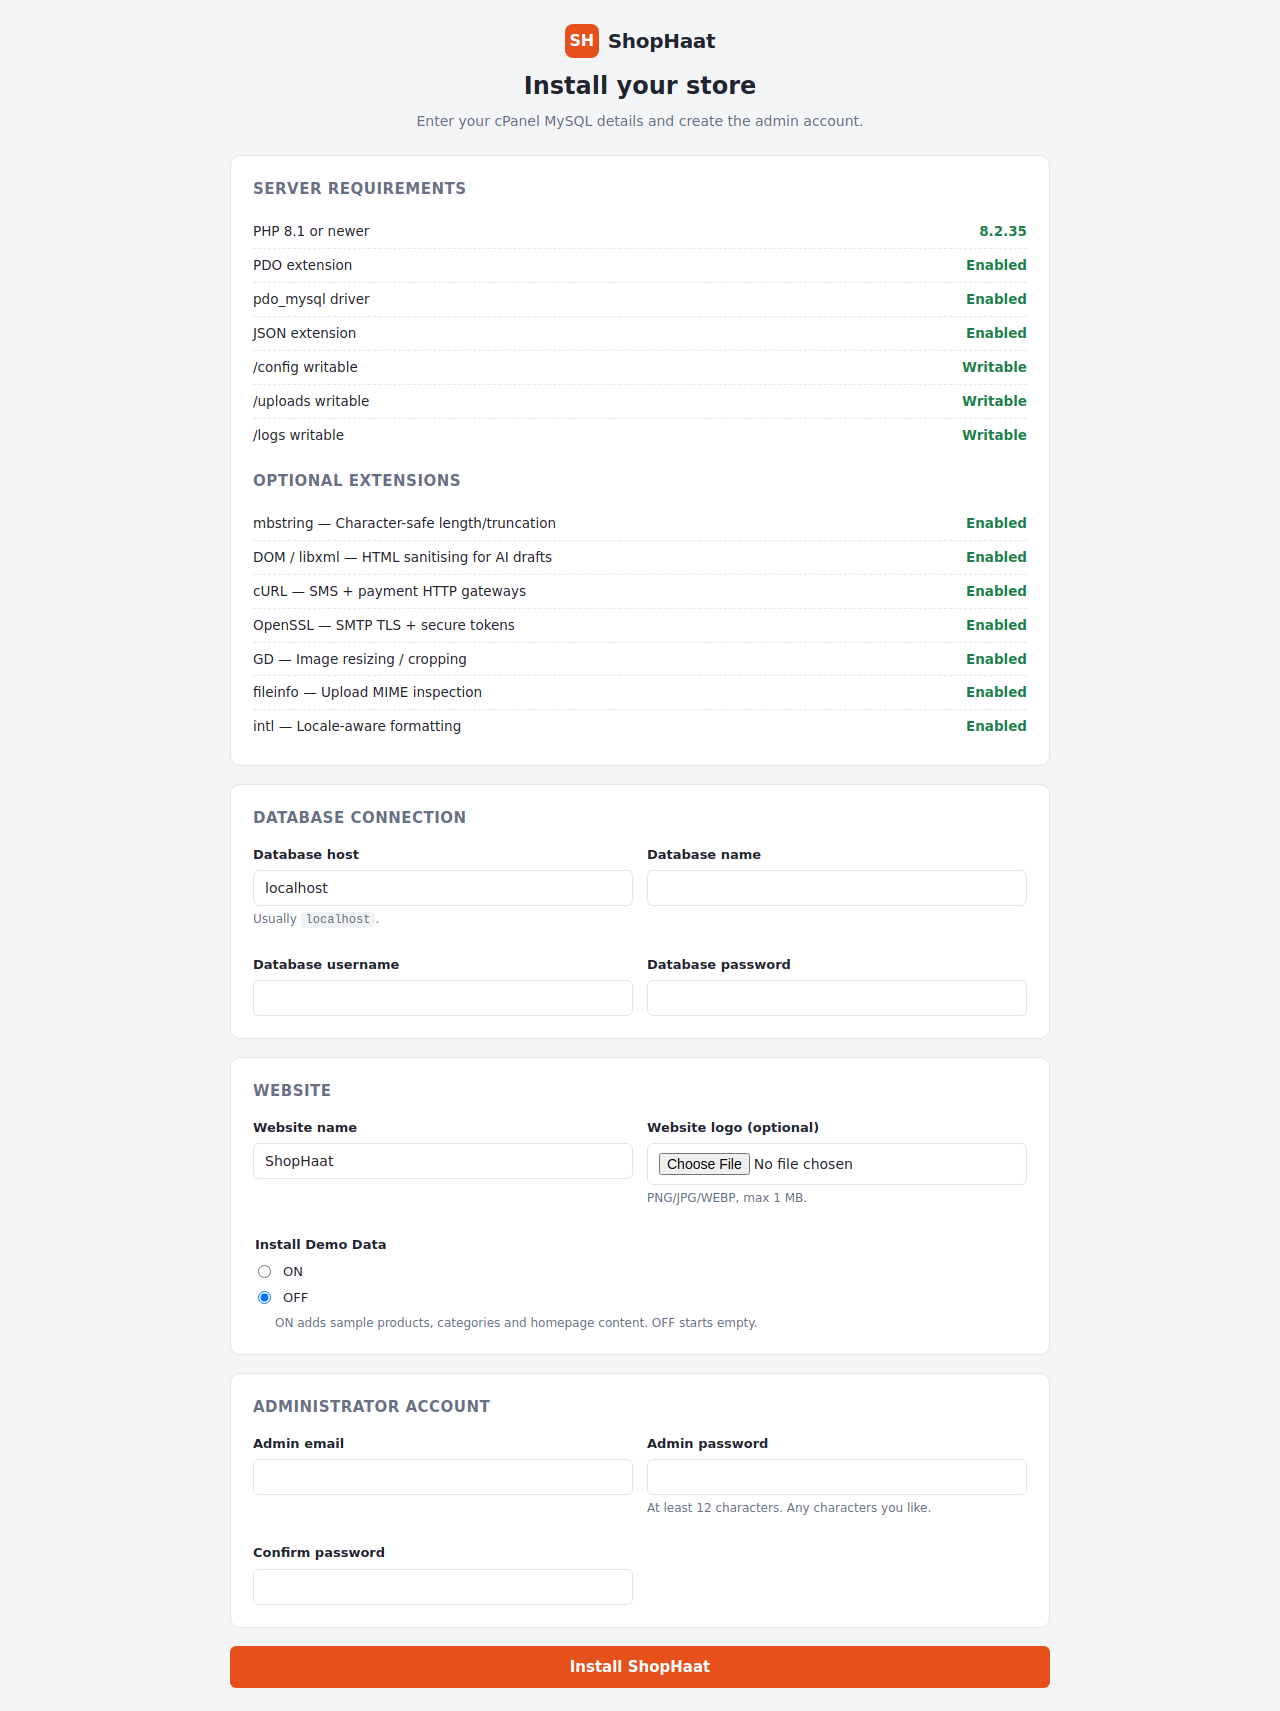 SH ShopHaat
Install your store
Enter your cPanel MySQL details and create the admin account.
SERVER REQUIREMENTS
PHP 8.1 or newer 8.2.35
PDO extension Enabled
pdo_mysql driver Enabled
JSON extension Enabled
/config writable Writable
/uploads writable Writable
/logs writable Writable
OPTIONAL EXTENSIONS
mbstring — Character-safe length/truncation Enabled
DOM / libxml — HTML sanitising for AI drafts Enabled
cURL — SMS + payment HTTP gateways Enabled
OpenSSL — SMTP TLS + secure tokens Enabled
GD — Image resizing / cropping Enabled
fileinfo — Upload MIME inspection Enabled
intl — Locale-aware formatting Enabled
DATABASE CONNECTION
Database host Database name
localhost
Usually localhost.
Database username Database password
WEBSITE
Website name Website logo (optional)
ShopHaat Choose File No file chosen
PNG/JPG/WEBP, max 1 MB.
Install Demo Data
ON
OFF
ON adds sample products, categories and homepage content. OFF starts empty.
ADMINISTRATOR ACCOUNT
Admin email Admin password
At least 12 characters. Any characters you like.
Confirm password
Install ShopHaat